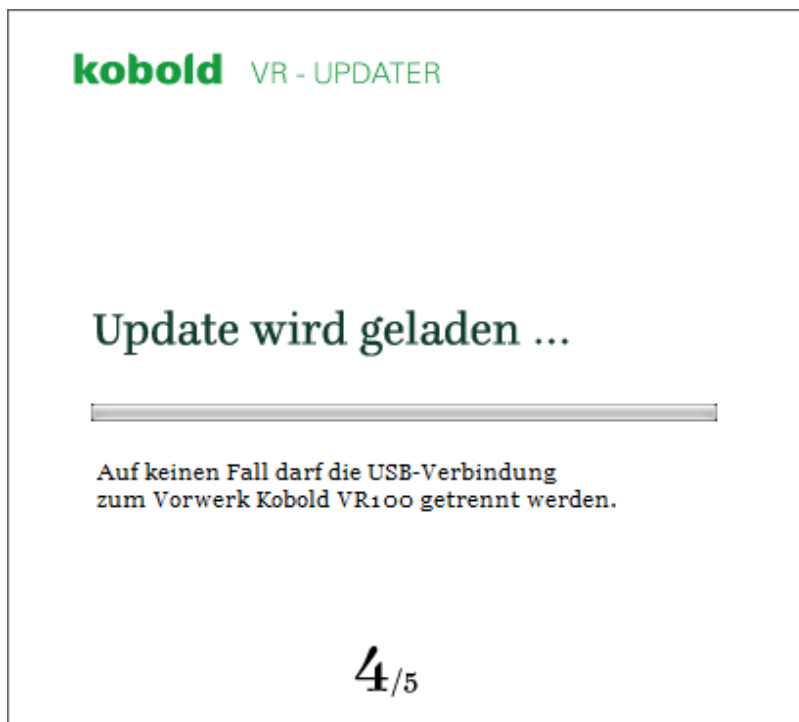 kobold VR - UPDATER
Update wird geladen ...
Auf keinen Fall darf die USB-Verbindung
zum Vorwerk Kobold VR100 getrennt werden.
4/5